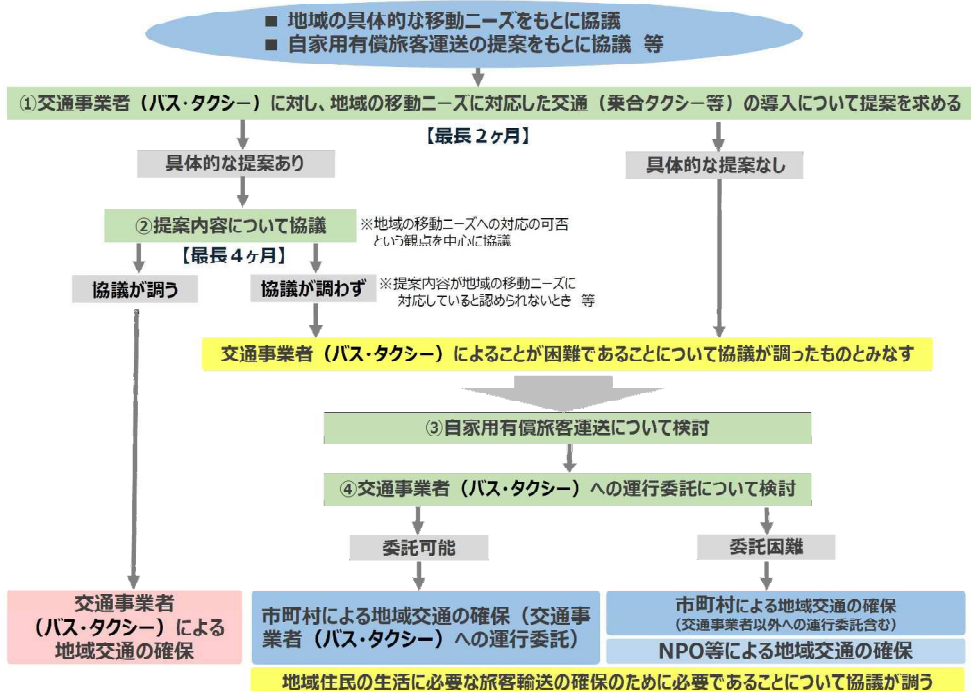 ■ 地域の具体的な移動ニーズをもとに協議
■ 自家用有償旅客運送の提案をもとに協議 等
①交通事業者（バス・タクシー）に対し、地域の移動ニーズに対応した交通（乗合タクシー等）の導入について提案を求める
【最長２ヶ月】
具体的な提案あり
具体的な提案なし
②提案内容について協議
※地域の移動ニーズへの対応の可否
という観点を中心に協議
【最長４ヶ月】
協議が調う
協議が調わず
※提案内容が地域の移動ニーズに
対応していると認められないとき 等
交通事業者（バス・タクシー）によることが困難であることについて協議が調ったものとみなす
③自家用有償旅客運送について検討
④交通事業者（バス・タクシー）への運行委託について検討
委託可能
委託困難
交通事業者
（バス・タクシー）による
地域交通の確保
市町村による地域交通の確保（交通事
業者（バス・タクシー）への運行委託）
市町村による地域交通の確保
（交通事業者以外への運行委託含む）
NPO等による地域交通の確保
地域住民の生活に必要な旅客輸送の確保のために必要であることについて協議が調う